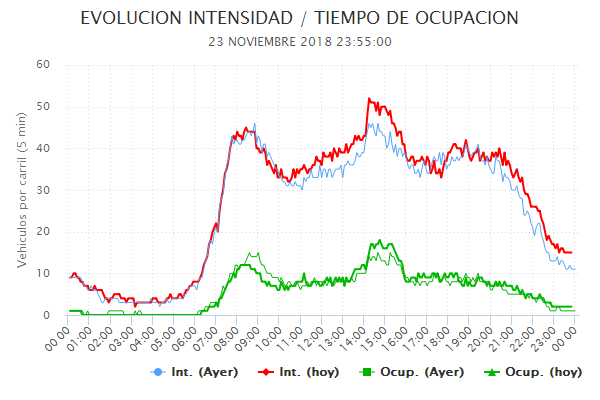 EVOLUCION INTENSIDAD / TIEMPO DE OCUPACION
23 NOVIEMBRE 2018 23:55:00
Vehiculos por carril (5 min)
60
50
40
30
20
10
0
00:00 01:00 02:00 03:00 04:00 05:00 06:00 07:00 08:00 09:00 10:00 11:00 12:00 13:00 14:00 15:00 16:00 17:00 18:00 19:00 20:00 21:00 22:00 23:00 00:00
Int. (Ayer) Int. (hoy) Ocup. (Ayer) Ocup. (hoy)